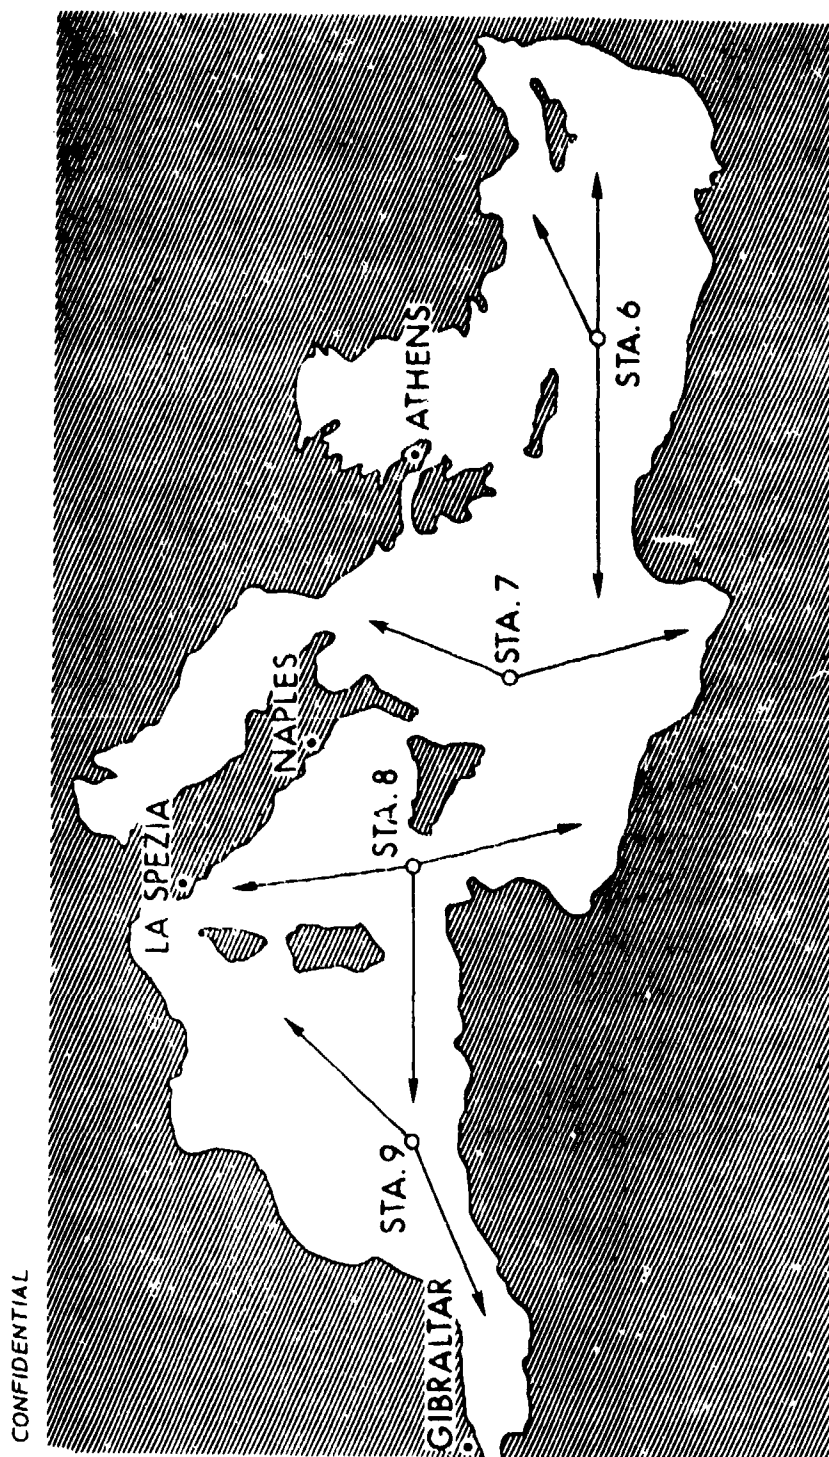 CONFIDENTIAL
LA SPEZIA
NAPLES
ATHENS
GIBRALTAR
STA. 9
STA. 8
STA. 7
STA. 6